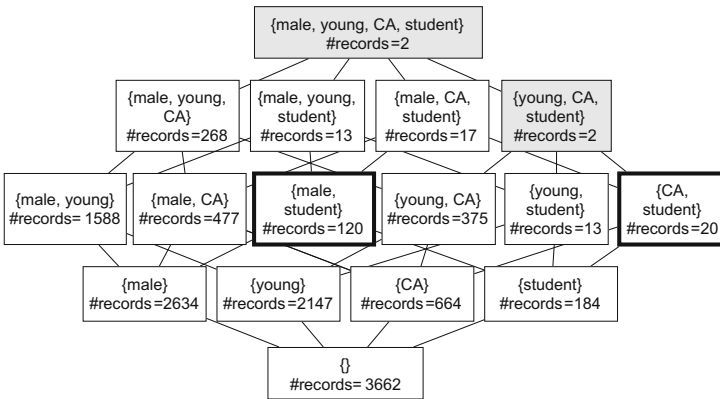 {male, young, CA, student}
#records=2
{male, young,
CA}
#records=268
{male, young,
student}
#records=13
{male, CA,
student}
#records=17
{young, CA,
student}
#records=2
{male, young}
#records= 1588
{male, CA}
#records=477
{male,
student}
#records=120
{young, CA}
#records=375
{young,
student}
#records=13
{CA,
student}
#records=20
{male}
#records=2634
{young}
#records=2147
{CA}
#records=664
{student}
#records=184
{}
#records= 3662